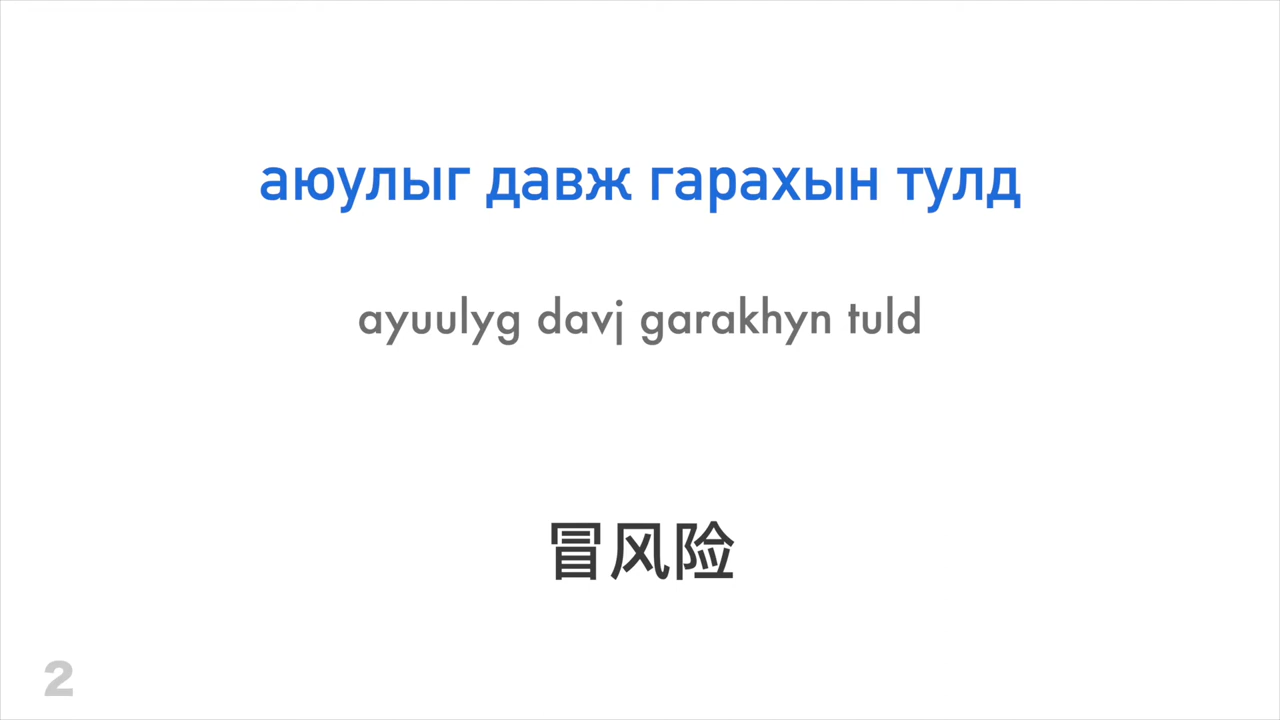 аюулыг давж гарахын тулд
ayuulyg davj garakhyn tuld
冒风险
2